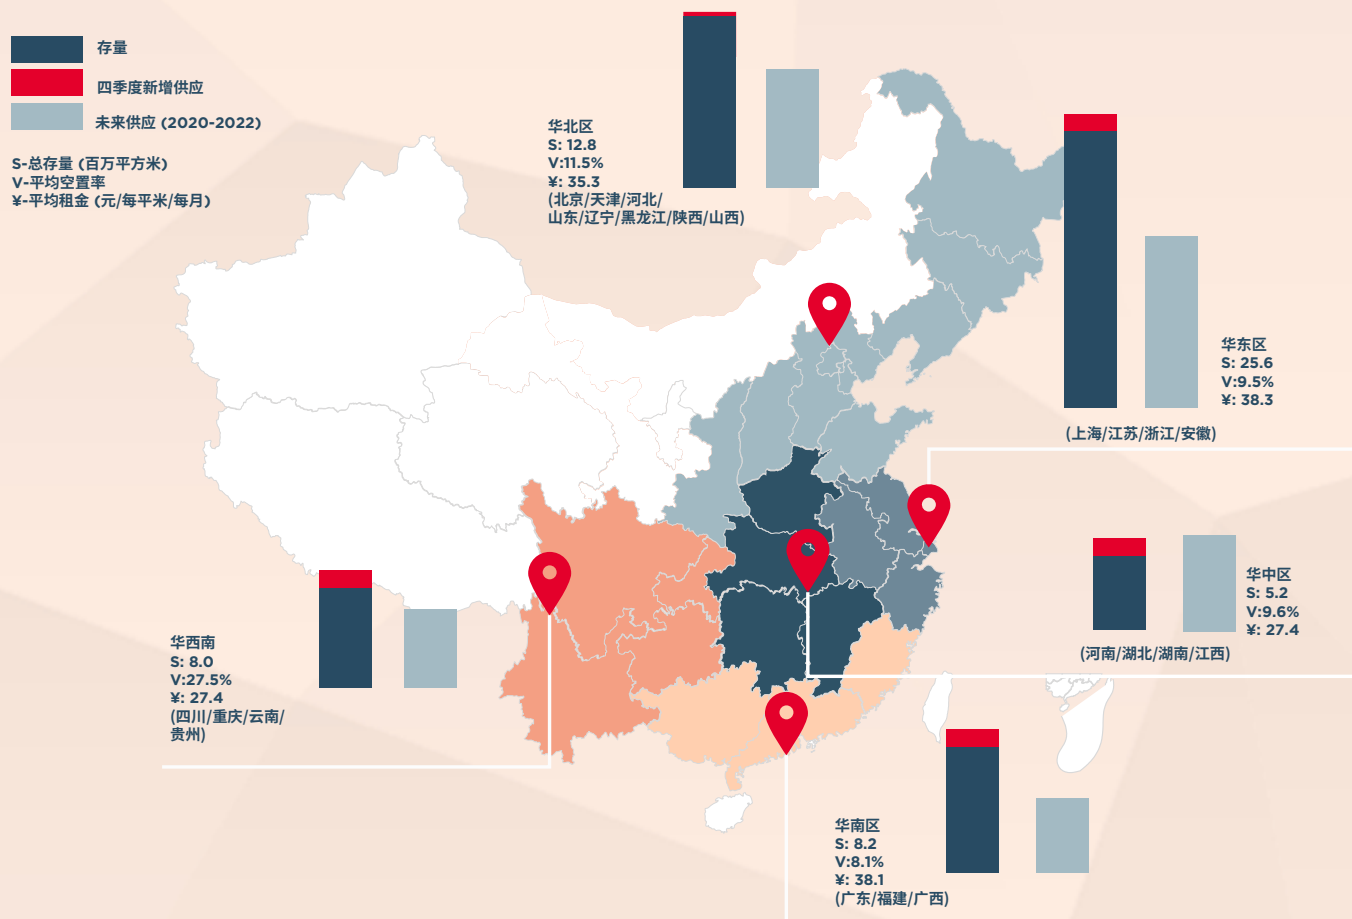 存量
四季度新增供应
未来供应 (2020-2022)
S-总存量 (百万平方米)
V-平均空置率
¥-平均租金 (元/每平米/每月)
华北区
S: 12.8
V:11.5%
¥: 35.3
(北京/天津/河北/
山东/辽宁/黑龙江/陕西/山西)
华东区
S: 25.6
V:9.5%
¥: 38.3
(上海/江苏/浙江/安徽)
华中区
S: 5.2
V:9.6%
¥: 27.4
(河南/湖北/湖南/江西)
华西南
S: 8.0
V:27.5%
¥: 27.4
(四川/重庆/云南/
贵州)
华南区
S: 8.2
V:8.1%
¥: 38.1
(广东/福建/广西)